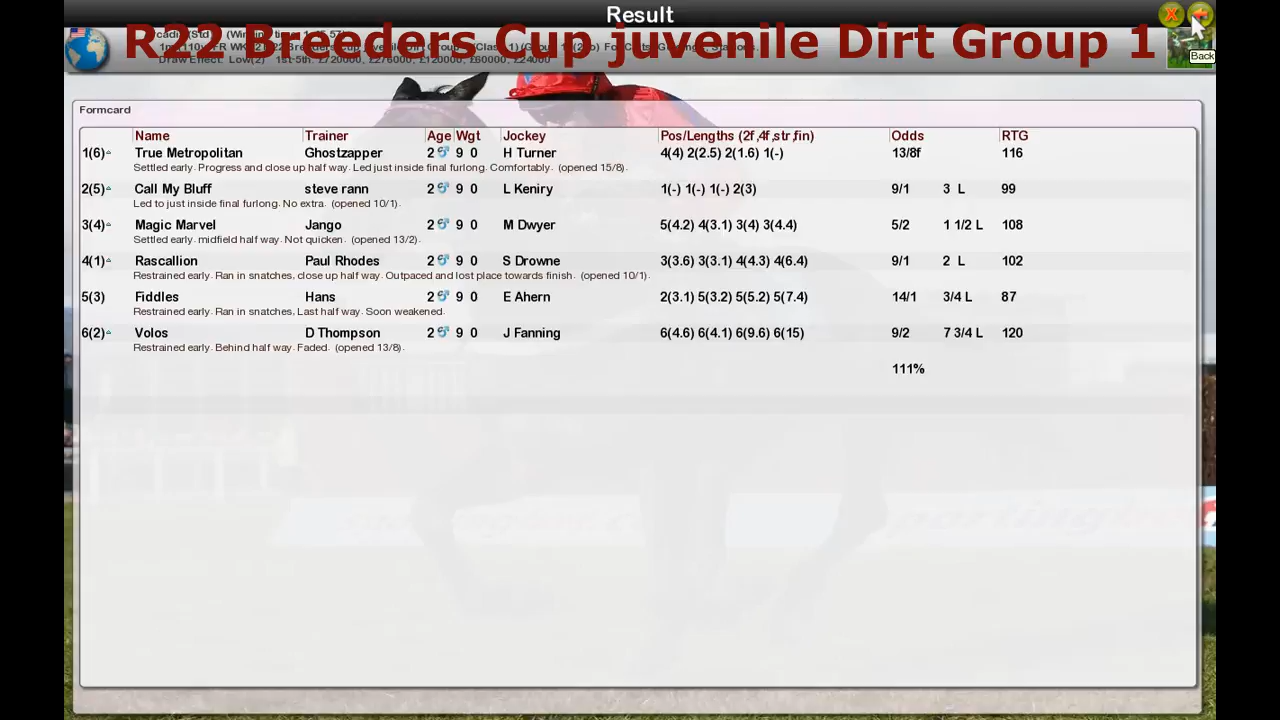 Result
R22 Breeders Cup juvenile Dirt Group 1
Draw Effect: Low(2) 1st-5th: £720000, £276000, £120000, £60000, £24000
Back
Formcard
Name Trainer Age Wgt Jockey Pos/Lengths (2f,4f,str,fin) Odds RTG
1(6) True Metropolitan Ghostzapper 2 9 0 H Turner 4(4) 2(2.5) 2(1.6) 1(-) 13/8f 116
Settled early. Progress and close up half way. Led just inside final furlong. Comfortably. (opened 15/8).
2(5) Call My Bluff steve rann 2 9 0 L Keniry 1(-) 1(-) 1(-) 2(3) 9/1 3 L 99
Led to just inside final furlong. No extra. (opened 10/1).
3(4) Magic Marvel Jango 2 9 0 M Dwyer 5(4.2) 4(3.1) 3(4) 3(4.4) 5/2 1 1/2 L 108
Settled early. midfield half way. Not quicken. (opened 13/2).
4(1) Rascallion Paul Rhodes 2 9 0 S Drowne 3(3.6) 3(3.1) 4(4.3) 4(6.4) 9/1 2 L 102
Restrained early. Ran in snatches, close up half way. Outpaced and lost place towards finish. (opened 10/1).
5(3) Fiddles Hans 2 9 0 E Ahern 2(3.1) 5(3.2) 5(5.2) 5(7.4) 14/1 3/4 L 87
Restrained early. Ran in snatches, Last half way. Soon weakened.
6(2) Volos D Thompson 2 9 0 J Fanning 6(4.6) 6(4.1) 6(9.6) 6(15) 9/2 7 3/4 L 120
Restrained early. Behind half way. Faded. (opened 13/8).
111%